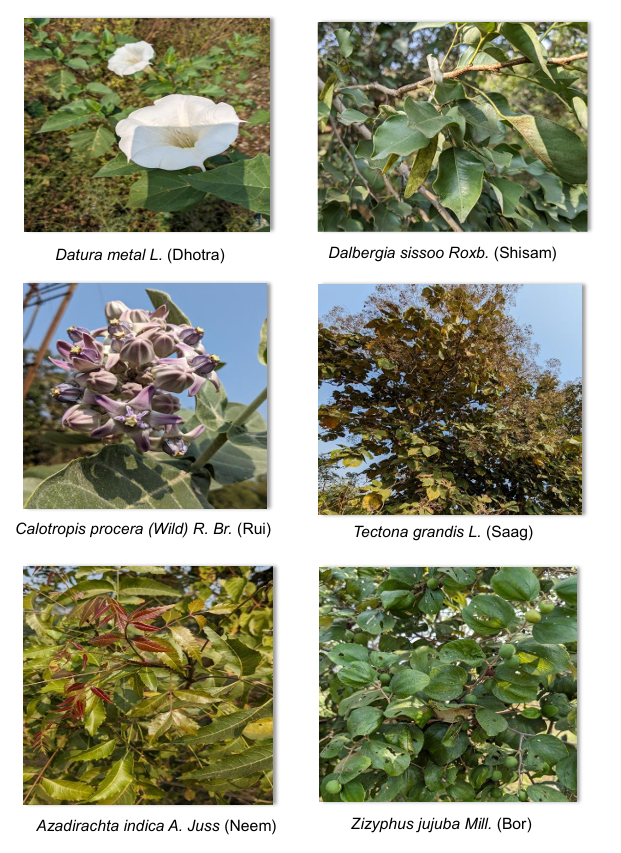 Datura metal L. (Dhotra)
Dalbergia sissoo Roxb. (Shisam)
Calotropis procera (Wild) R. Br. (Rui)
Tectona grandis L. (Saag)
Azadirachta indica A. Juss (Neem)
Zizyphus jujuba Mill. (Bor)